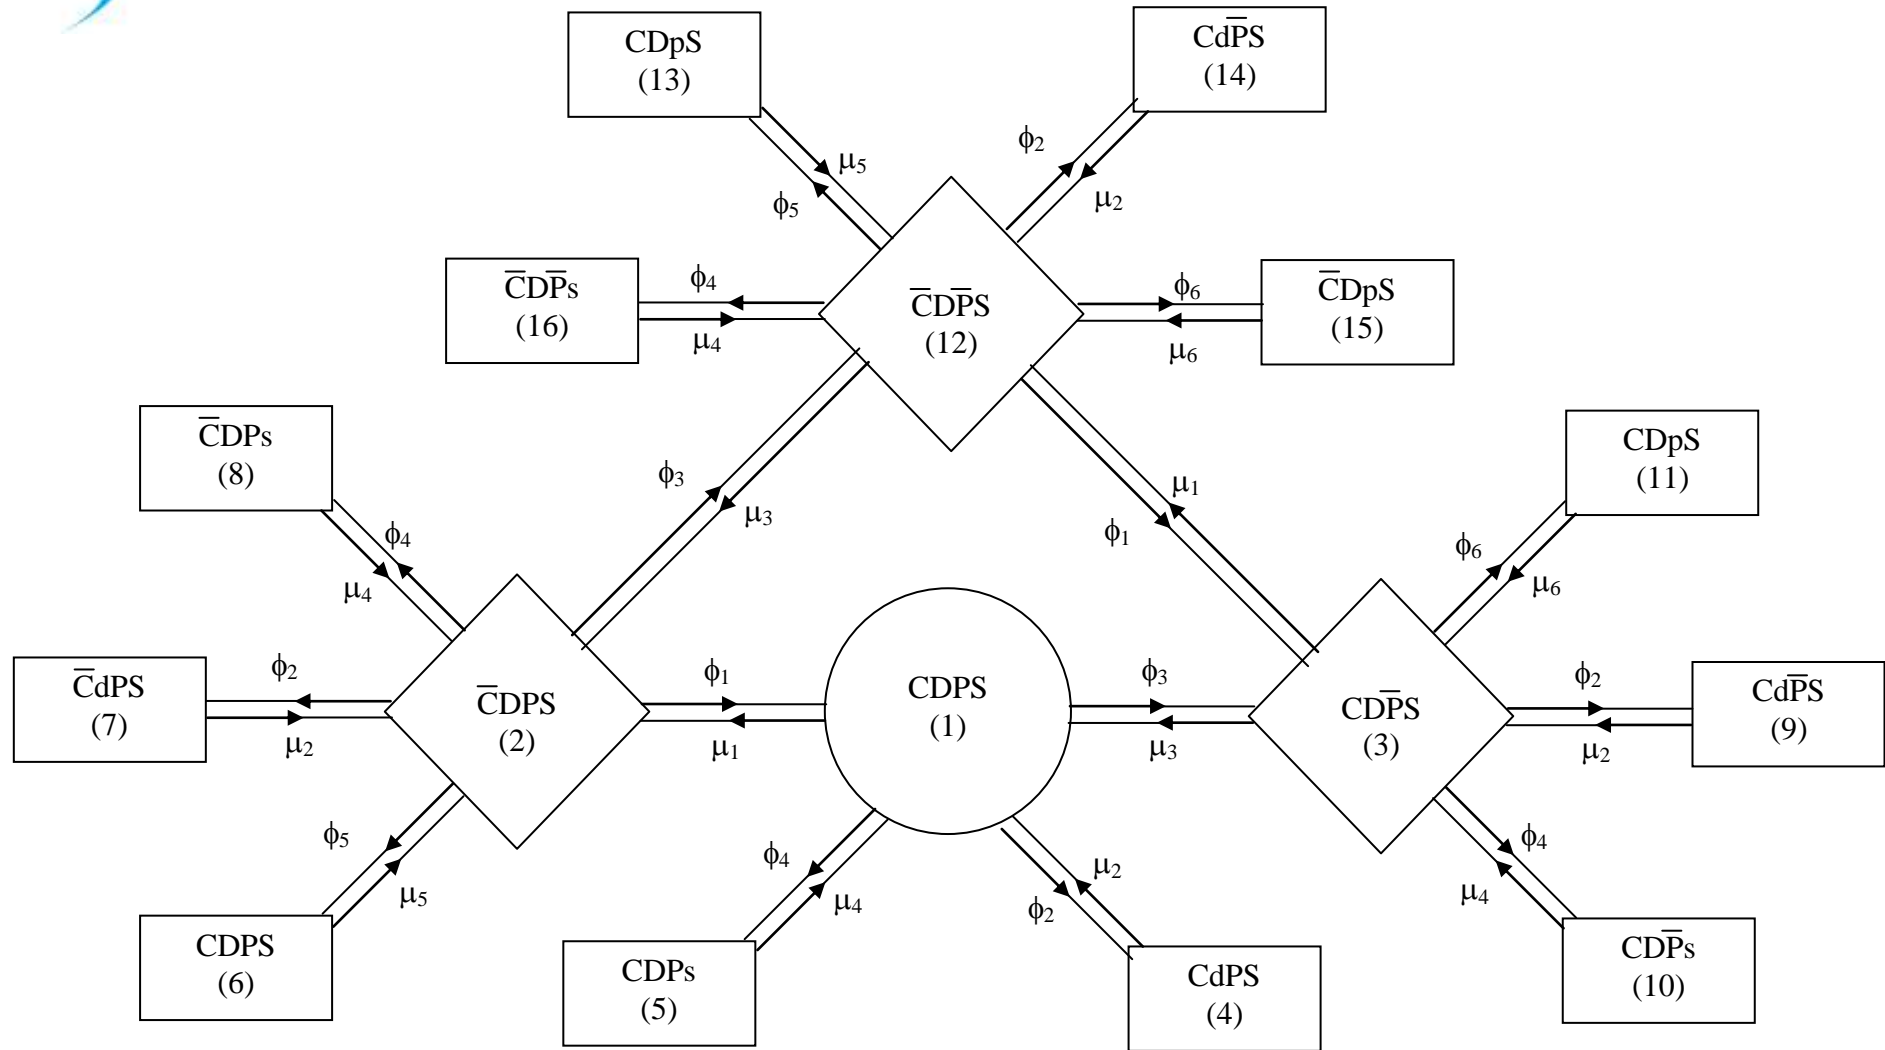 CDpS
(13)
Cd̅P̅S
(14)
ϕ2
μ5
ϕ5
μ2
C̅DP̅s
(16)
ϕ4
μ4
C̅DP̅S
(12)
ϕ6
μ6
C̅DpS
(15)
C̅DPs
(8)
ϕ4
μ4
ϕ3
μ3
μ1
ϕ1
CDpS
(11)
ϕ6
μ6
C̅dPS
(7)
ϕ2
μ2
C̅DPS
(2)
ϕ1
μ1
CDPS
(1)
ϕ3
μ3
CDP̅S
(3)
ϕ2
μ2
CdP̅S
(9)
ϕ5
μ5
ϕ4
μ4
μ2
ϕ2
ϕ4
μ4
CDPS
(6)
CDPs
(5)
CdPS
(4)
CDP̅s
(10)